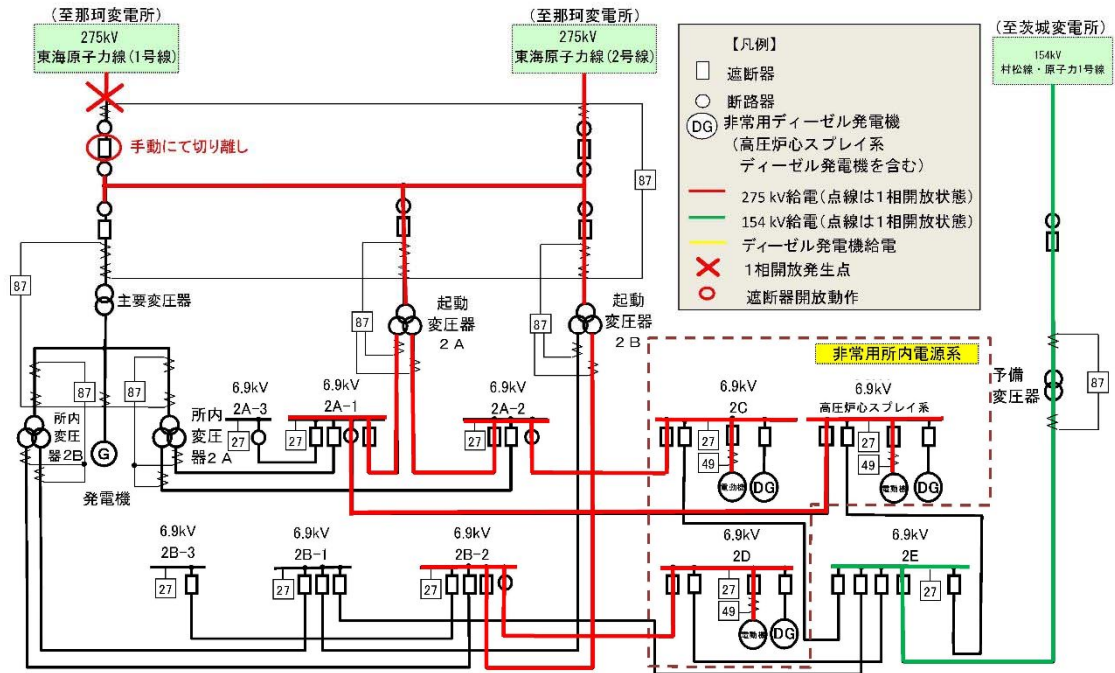 (至那珂変電所)
275kV
東海原子力線(1号線)
(至那珂変電所)
275kV
東海原子力線(2号線)
(至茨城変電所)
154kV
村松線・原子力1号線
【凡例】
遮断器
断路器
DG
非常用ディーゼル発電機
(高圧炉心スプレイ系
ディーゼル発電機を含む)
275 kV給電(点線は1相開放状態)
154 kV給電(点線は1相開放状態)
ディーゼル発電機給電
1相開放発生点
遮断器開放動作
手動にて切り離し
87
87
主要変圧器
87
起動
変圧器
2A
87
起動
変圧器
2B
予備
変圧器
87
非常用所内電源系
87
87
所内
変圧
器2B
G
発電機
所内
変圧
器2A
6.9kV
2A-3
27
6.9kV
2A-1
27
6.9kV
2A-2
27
6.9kV
2C
27
49
電動機
DG
6.9kV
高圧炉心スプレイ系
27
49
電動機
DG
6.9kV
2B-3
27
6.9kV
2B-1
27
6.9kV
2B-2
27
6.9kV
2D
27
49
電動機
DG
6.9kV
2E
27